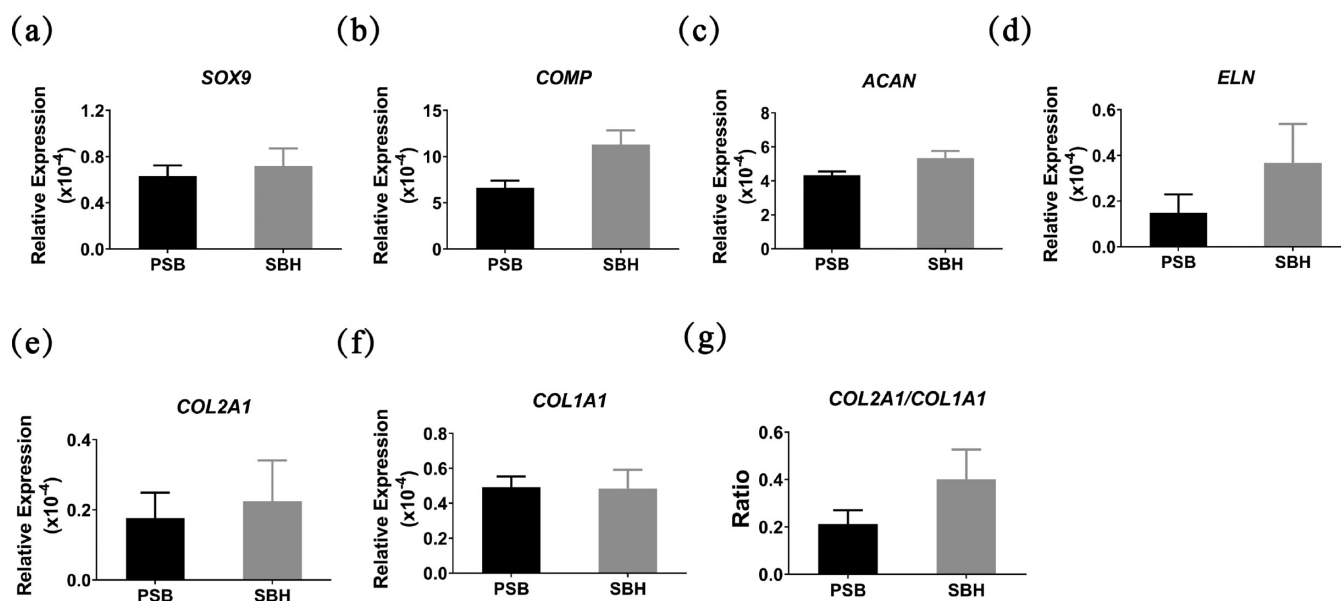 (a)
SOX9
Relative Expression
(x10⁻⁴)
1.2
0.8
0.4
0.0
PSB
SBH
(b)
COMP
Relative Expression
(x10⁻⁴)
15
10
5
0
PSB
SBH
(c)
ACAN
Relative Expression
(x10⁻⁴)
8
6
4
2
0
PSB
SBH
(d)
ELN
Relative Expression
(x10⁻⁴)
0.6
0.4
0.2
0.0
PSB
SBH
(e)
COL2A1
Relative Expression
(x10⁻⁴)
0.4
0.2
0.0
PSB
SBH
(f)
COL1A1
Relative Expression
(x10⁻⁴)
0.8
0.6
0.4
0.2
0.0
PSB
SBH
(g)
COL2A1/COL1A1
Ratio
0.6
0.4
0.2
0.0
PSB
SBH